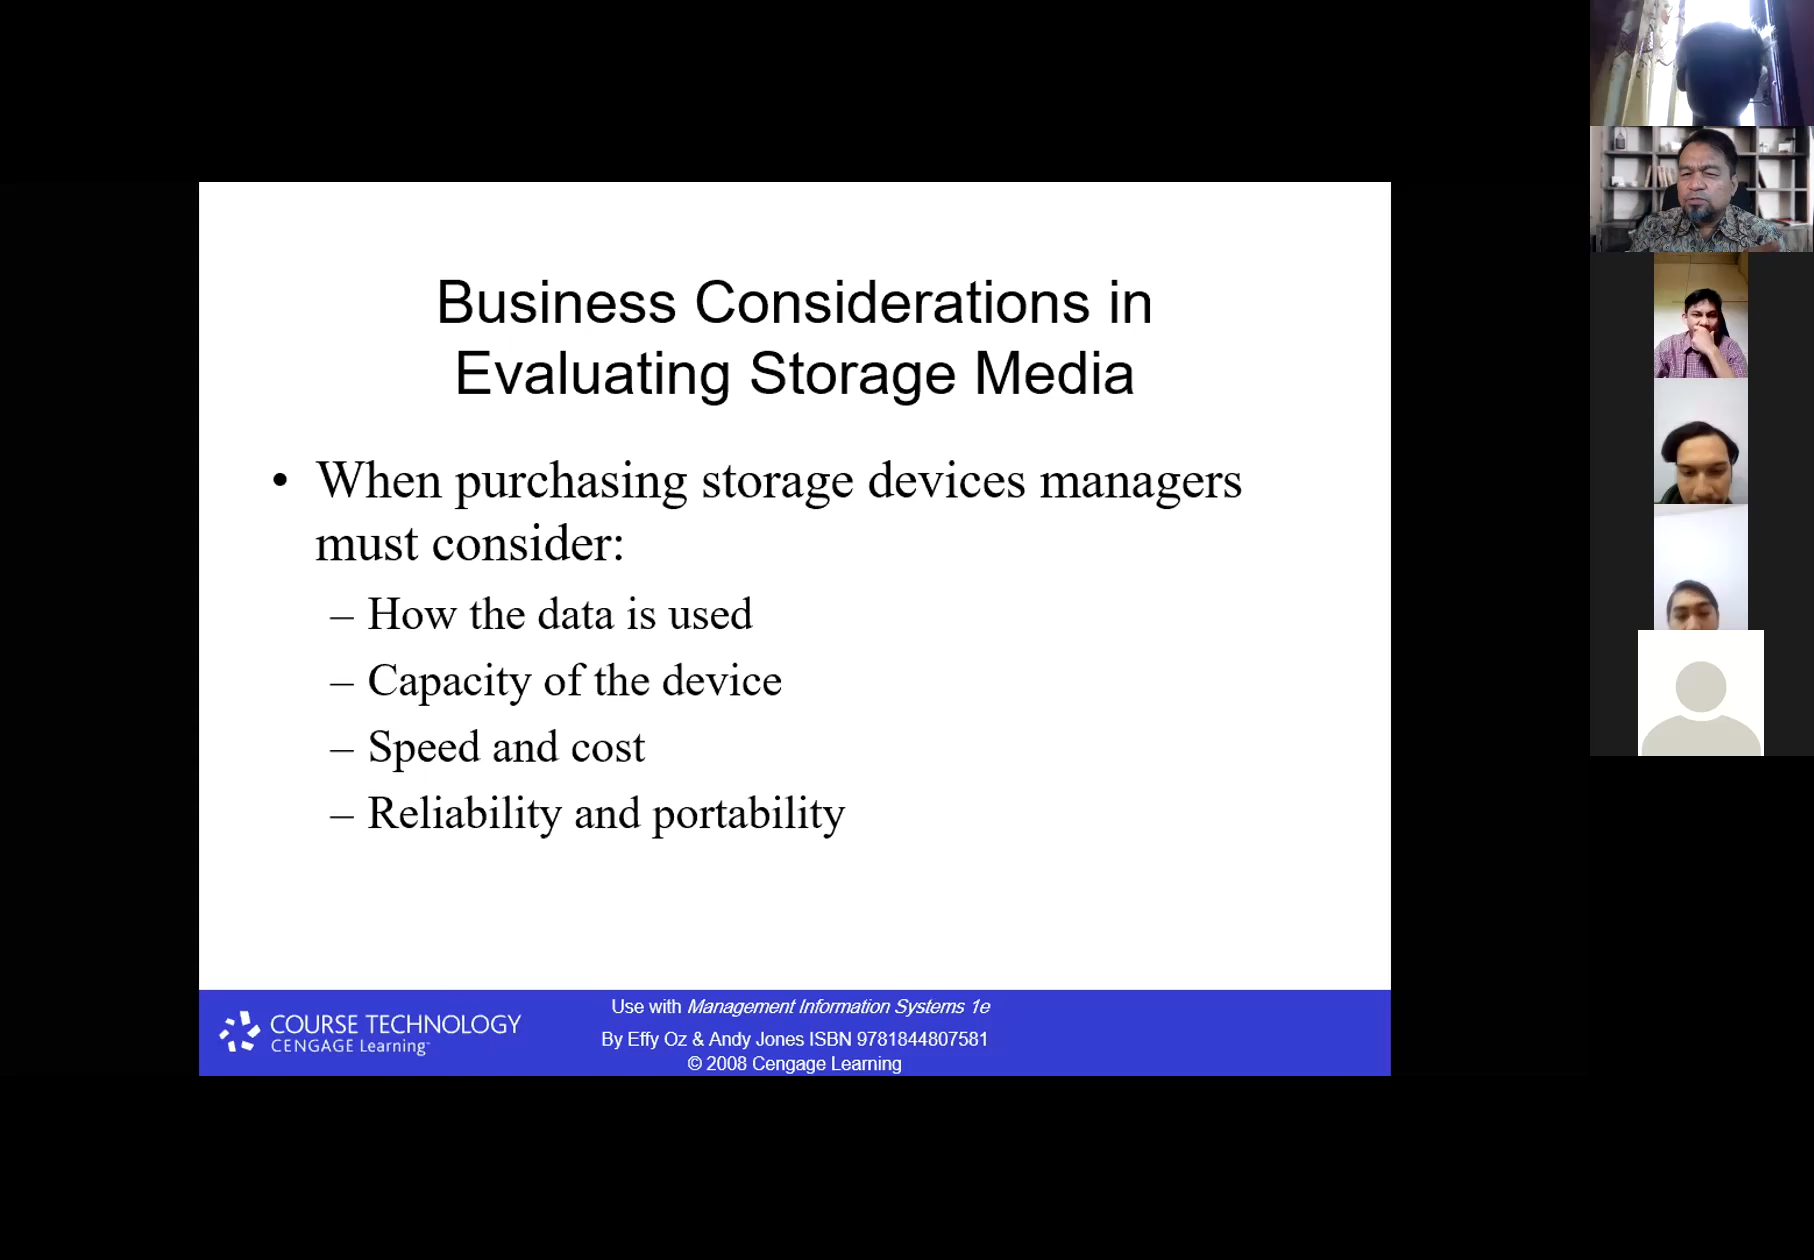 Business Considerations in
Evaluating Storage Media
• When purchasing storage devices managers
must consider:
– How the data is used
– Capacity of the device
– Speed and cost
– Reliability and portability
COURSE TECHNOLOGY
CENGAGE Learning™
Use with Management Information Systems 1e
By Effy Oz & Andy Jones ISBN 9781844807581
© 2008 Cengage Learning